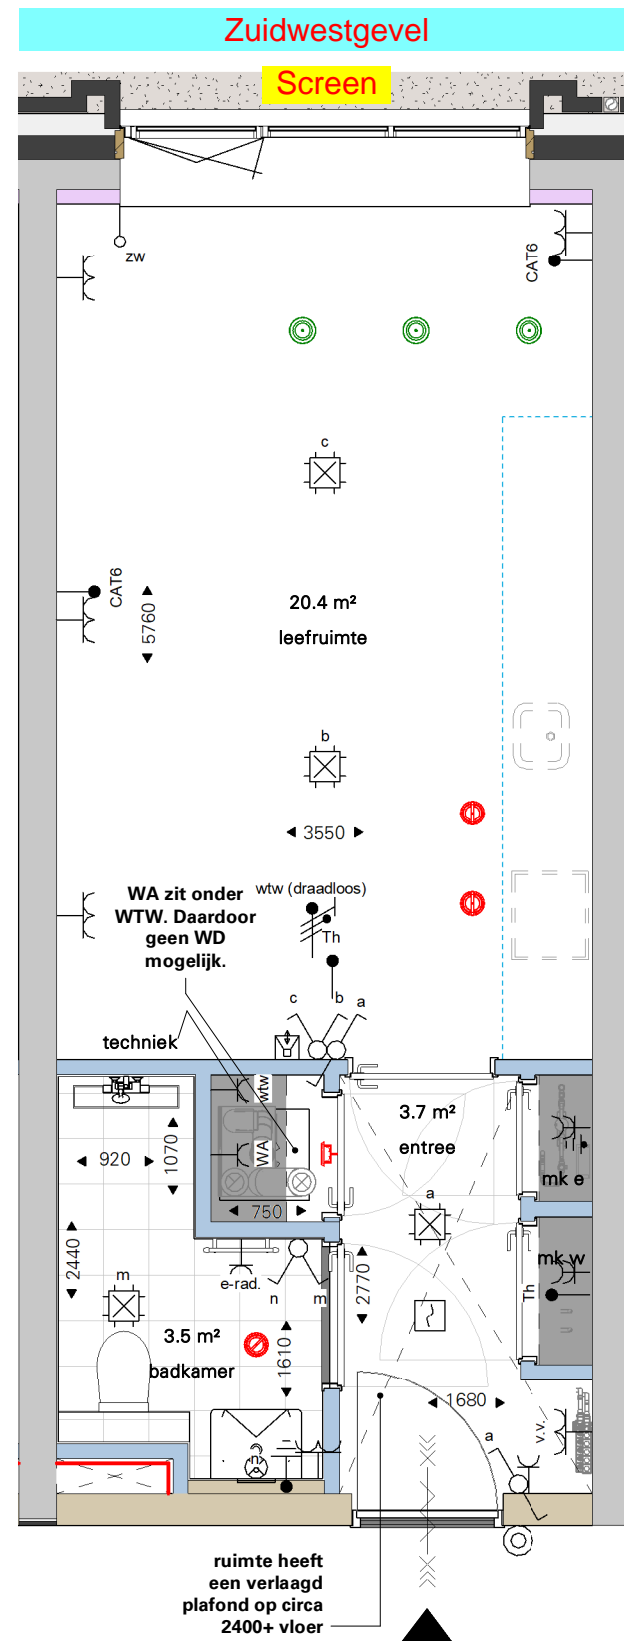 Zuidwestgevel
Screen
zw
CAT6
c
CAT6
5760
20.4 m²
leefruimte
b
3550
WA zit onder
WTW. Daardoor
geen WD
mogelijk.
wtw (draadloos)
Th
c
b
a
techniek
wtw
WA
750
3.7 m²
entree
a
mk e
mk w
Th
920
1070
2440
m
e-rad.
n
m
2770
3.5 m²
badkamer
1610
1680
n
a
v.v.
ruimte heeft
een verlaagd
plafond op circa
2400+ vloer